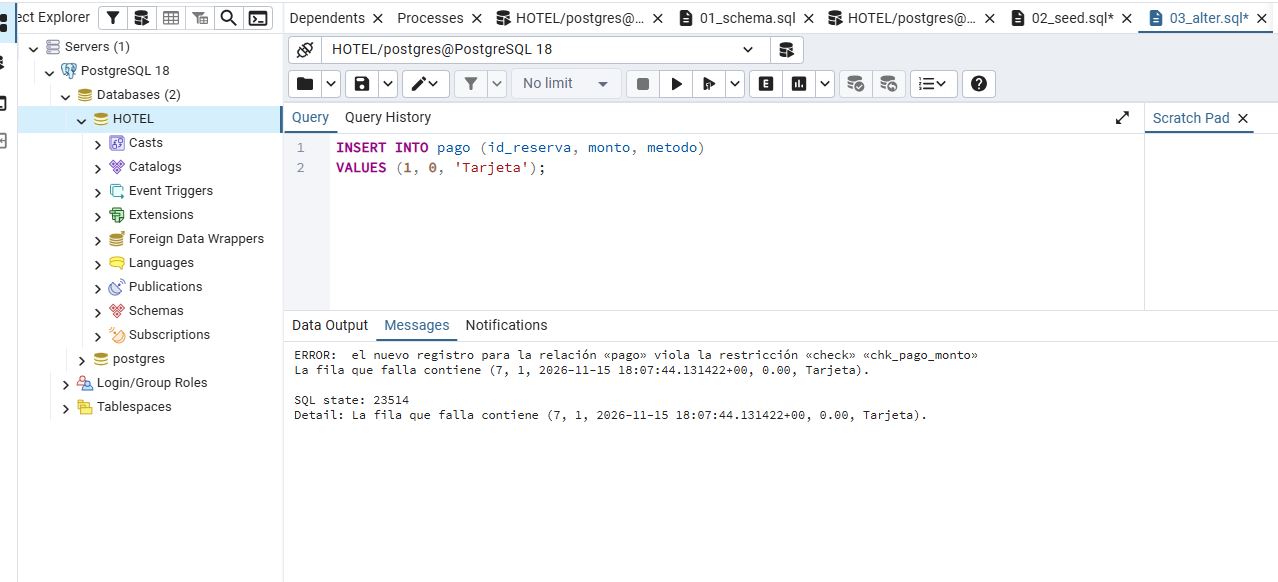 ect Explorer
Servers (1)
PostgreSQL 18
Databases (2)
HOTEL
Casts
Catalogs
Event Triggers
Extensions
Foreign Data Wrappers
Languages
Publications
Schemas
Subscriptions
postgres
Login/Group Roles
Tablespaces
Dependents
Processes
HOTEL/postgres@...
01_schema.sql
HOTEL/postgres@...
02_seed.sql*
03_alter.sql*
HOTEL/postgres@PostgreSQL 18
No limit
E
Query
Query History
Scratch Pad
1 INSERT INTO pago (id_reserva, monto, metodo)
2 VALUES (1, 0, 'Tarjeta');
Data Output
Messages
Notifications
ERROR:  el nuevo registro para la relación «pago» viola la restricción «check» «chk_pago_monto»
La fila que falla contiene (7, 1, 2026-11-15 18:07:44.131422+00, 0.00, Tarjeta).
SQL state: 23514
Detail: La fila que falla contiene (7, 1, 2026-11-15 18:07:44.131422+00, 0.00, Tarjeta).